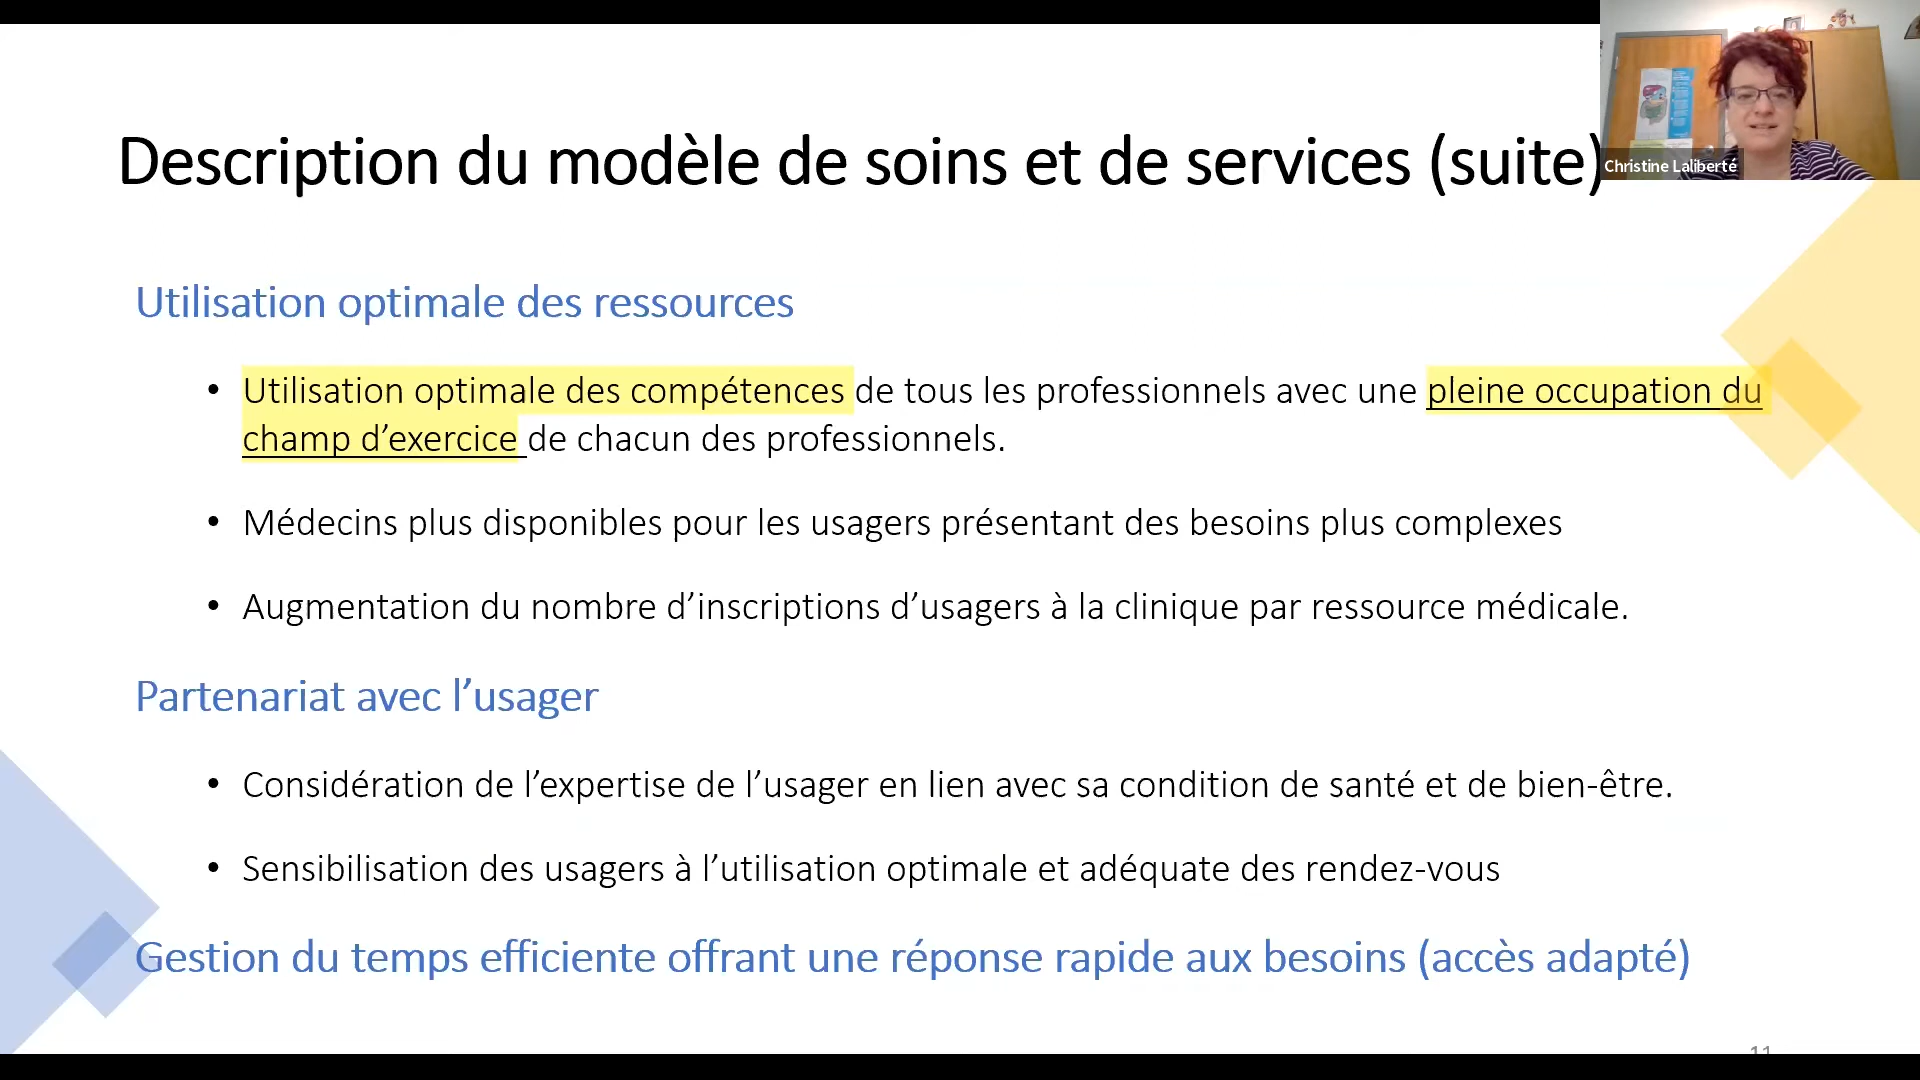 Description du modèle de soins et de services (suite)
Christine Laliberté
Utilisation optimale des ressources
• Utilisation optimale des compétences de tous les professionnels avec une pleine occupation du
champ d’exercice de chacun des professionnels.
• Médecins plus disponibles pour les usagers présentant des besoins plus complexes
• Augmentation du nombre d’inscriptions d’usagers à la clinique par ressource médicale.
Partenariat avec l’usager
• Considération de l’expertise de l’usager en lien avec sa condition de santé et de bien-être.
• Sensibilisation des usagers à l’utilisation optimale et adéquate des rendez-vous
Gestion du temps efficiente offrant une réponse rapide aux besoins (accès adapté)
11